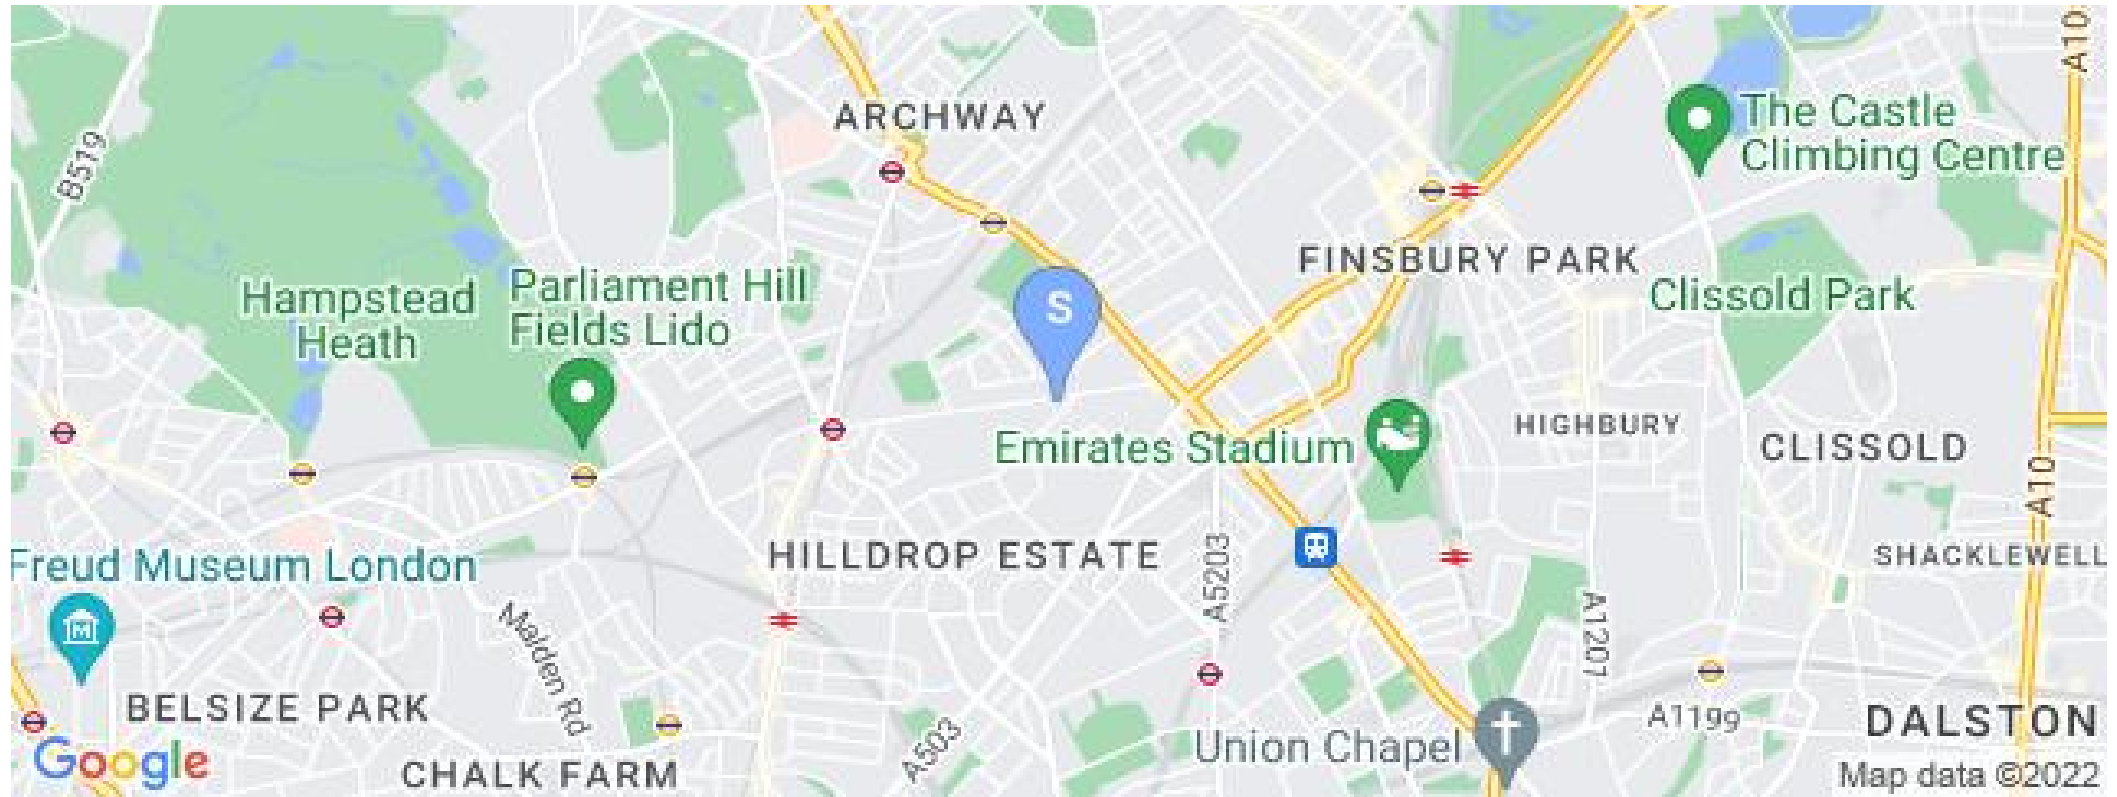 A10
ARCHWAY
The Castle
Climbing Centre
B519
FINSBURY PARK
Hampstead
Heath
Parliament Hill
Fields Lido
S
Clissold Park
Emirates Stadium
HIGHBURY
CLISSOLD
A10
Freud Museum London
M
HILLDROP ESTATE
A5203
SHACKLEWELL
Malden Rd
A1201
BELSIZE PARK
A503
Union Chapel
A1199
DALSTON
Google
CHALK FARM
Map data ©2022